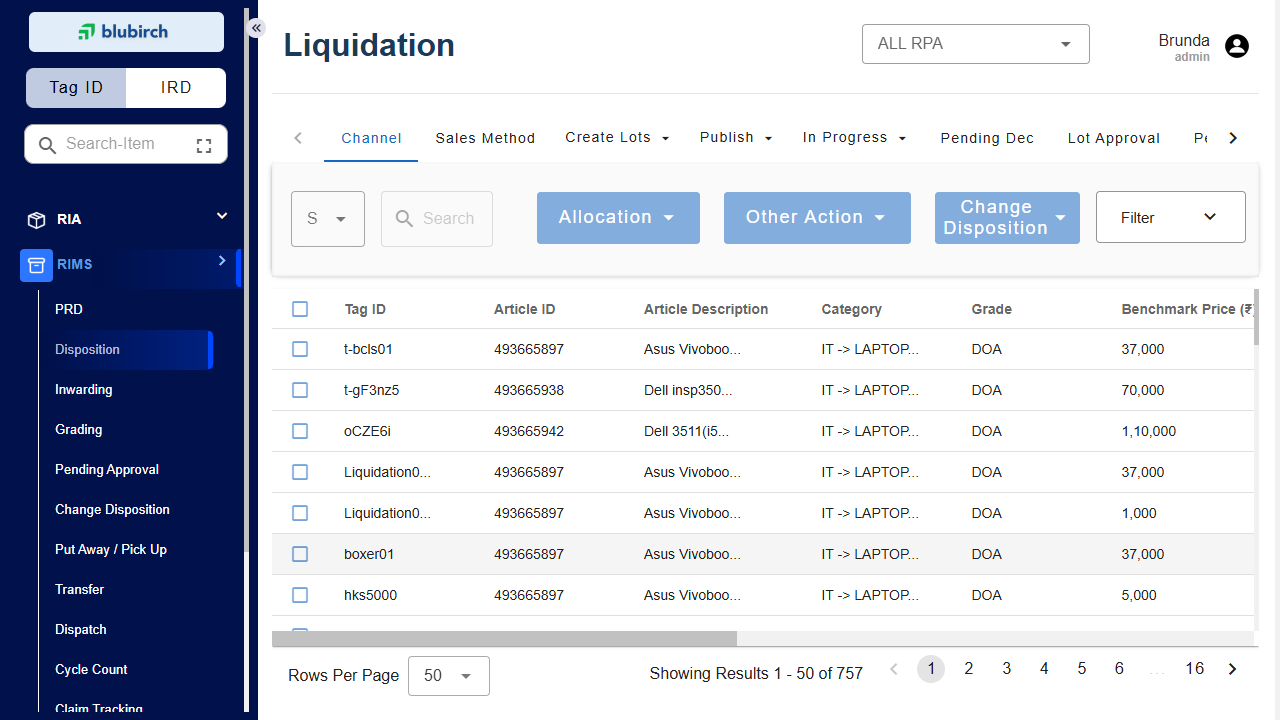 blubirch
Tag ID
IRD
Search-Item
RIA
RIMS
PRD
Disposition
Inwarding
Grading
Pending Approval
Change Disposition
Put Away / Pick Up
Transfer
Dispatch
Cycle Count
Claim Tracking
Liquidation
ALL RPA
Brunda
admin
Channel
Sales Method
Create Lots
Publish
In Progress
Pending Dec
Lot Approval
S
Search
Allocation
Other Action
Change
Disposition
Filter
Tag ID Article ID Article Description Category Grade Benchmark Price (₹)
t-bcls01 493665897 Asus Vivoboo... IT -> LAPTOP... DOA 37,000
t-gF3nz5 493665938 Dell insp350... IT -> LAPTOP... DOA 70,000
oCZE6i 493665942 Dell 3511(i5... IT -> LAPTOP... DOA 1,10,000
Liquidation0... 493665897 Asus Vivoboo... IT -> LAPTOP... DOA 37,000
Liquidation0... 493665897 Asus Vivoboo... IT -> LAPTOP... DOA 1,000
boxer01 493665897 Asus Vivoboo... IT -> LAPTOP... DOA 37,000
hks5000 493665897 Asus Vivoboo... IT -> LAPTOP... DOA 5,000
Rows Per Page 50
Showing Results 1 - 50 of 757
1 2 3 4 5 6 ... 16